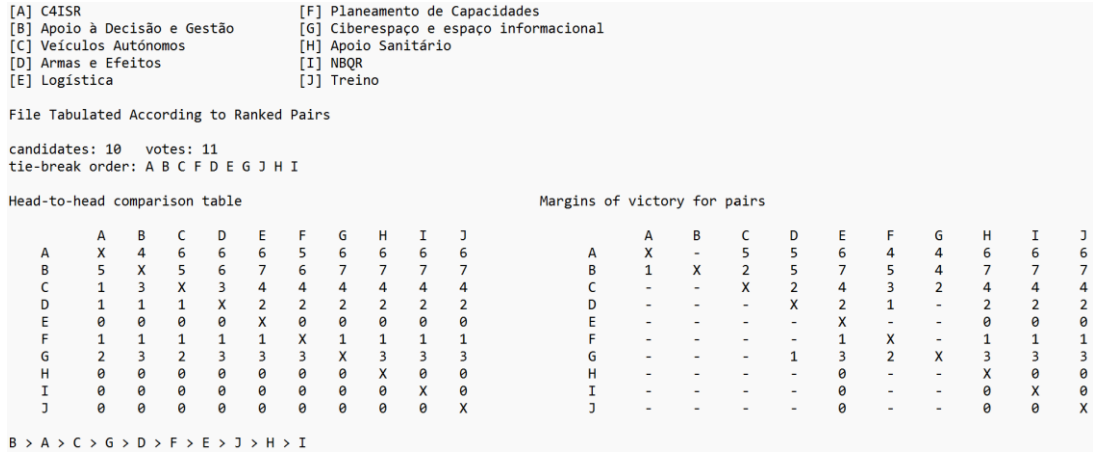 [A] C4ISR [F] Planeamento de Capacidades
[B] Apoio à Decisão e Gestão [G] Ciberespaço e espaço informacional
[C] Veículos Autónomos [H] Apoio Sanitário
[D] Armas e Efeitos [I] NBQR
[E] Logística [J] Treino
File Tabulated According to Ranked Pairs
candidates: 10 votes: 11
tie-break order: A B C F D E G J H I
Head-to-head comparison table Margins of victory for pairs
A B C D E F G H I J A B C D E F G H I J
A X 4 6 6 6 5 6 6 6 6 A X - 5 5 6 4 4 6 6 6
B 5 X 5 6 7 6 7 7 7 7 B 1 X 2 5 7 5 4 7 7 7
C 1 3 X 3 4 4 4 4 4 4 C - - X 2 4 3 2 4 4 4
D 1 1 1 X 2 2 2 2 2 2 D - - - X 2 1 - 2 2 2
E 0 0 0 0 X 0 0 0 0 0 E - - - - X - - 0 0 0
F 1 1 1 1 1 X 1 1 1 1 F - - - - 1 X - 1 1 1
G 2 3 2 3 3 3 X 3 3 3 G - - - 1 3 2 X 3 3 3
H 0 0 0 0 0 0 0 X 0 0 H - - - - 0 - - X 0 0
I 0 0 0 0 0 0 0 0 X 0 I - - - - 0 - - 0 X 0
J 0 0 0 0 0 0 0 0 0 X J - - - - 0 - - 0 0 X
B > A > C > G > D > F > E > J > H > I